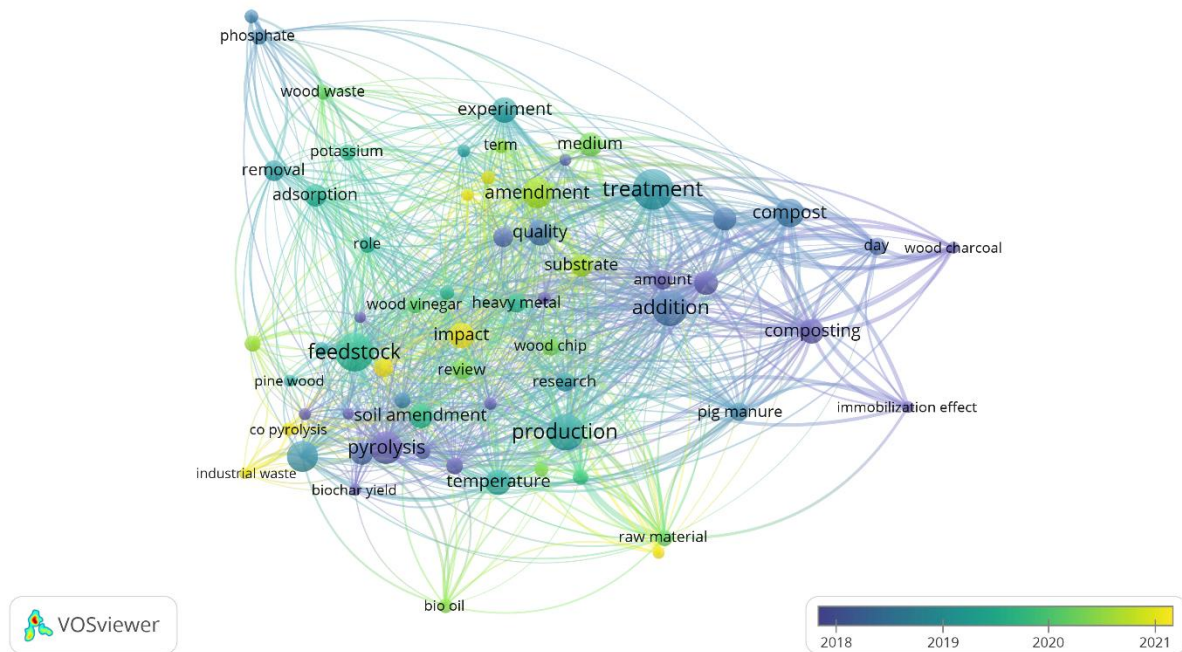 phosphate
wood waste
experiment
term
medium
potassium
removal
adsorption
amendment
treatment
compost
role
quality
day
wood charcoal
substrate
amount
wood vinegar
heavy metal
addition
composting
impact
feedstock
wood chip
review
pine wood
research
soil amendment
pig manure
immobilization effect
co pyrolysis
production
pyrolysis
industrial waste
biochar yield
temperature
raw material
bio oil
VOSviewer
2018 2019 2020 2021